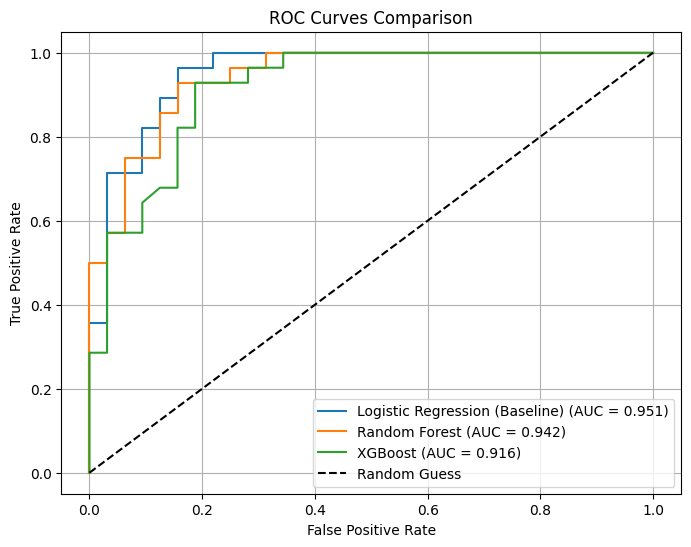 ROC Curves Comparison
True Positive Rate
1.0
0.8
0.6
0.4
0.2
0.0
Logistic Regression (Baseline) (AUC = 0.951)
Random Forest (AUC = 0.942)
XGBoost (AUC = 0.916)
Random Guess
0.0 0.2 0.4 0.6 0.8 1.0
False Positive Rate